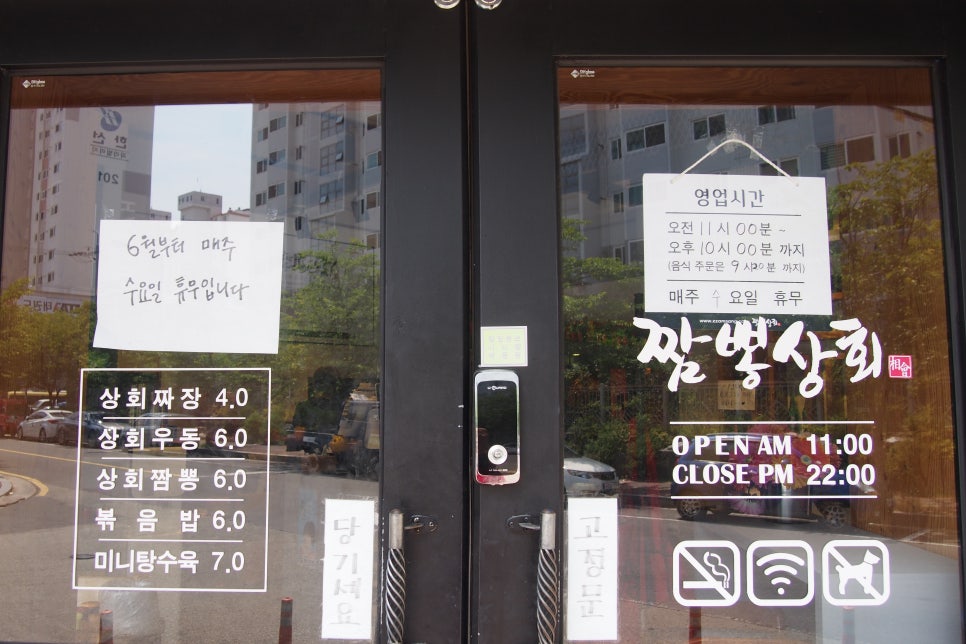 한선
201
6월부터 매주
수요일 휴무입니다
상회짜장 4.0
상회우동 6.0
상회짬뽕 6.0
볶음밥 6.0
미니탕수육 7.0
당기세요
영업시간
오전 11시 00분 ~
오후 10시 00분 까지
(음식 주문은 9시20분 까지)
매주 수요일 휴무
짬뽕상회
相會
OPEN AM 11:00
CLOSE PM 22:00
고정문